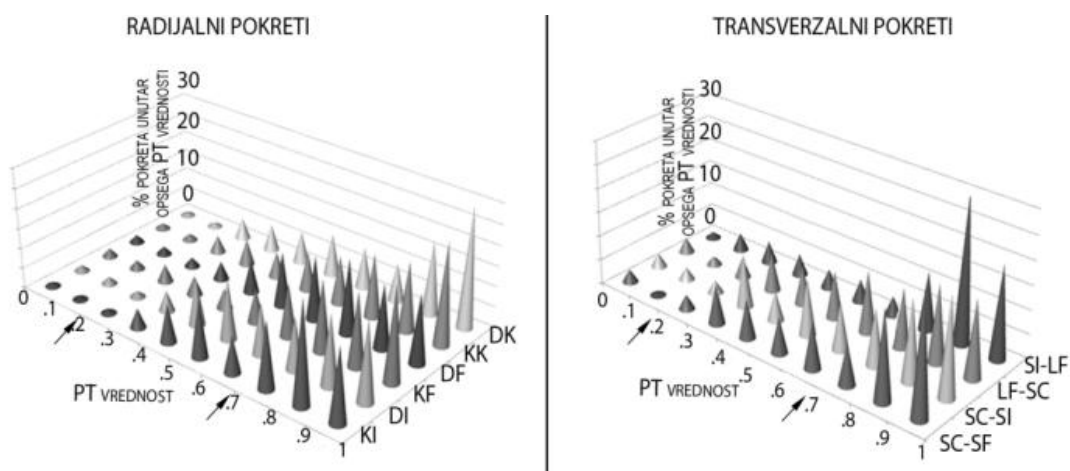 RADIJALNI POKRETI
% POKRETA UNUTAR
OPSEGA PT VREDNOSTI
30
20
10
0
0
.1
.2
.3
.4
.5
.6
.7
.8
.9
1
PT VREDNOST
KI
DI
KF
DF
KK
DK
TRANSVERZALNI POKRETI
% POKRETA UNUTAR
OPSEGA PT VREDNOSTI
30
20
10
0
0
.1
.2
.3
.4
.5
.6
.7
.8
.9
1
PT VREDNOST
SC-SF
SC-SI
LF-SC
SI-LF